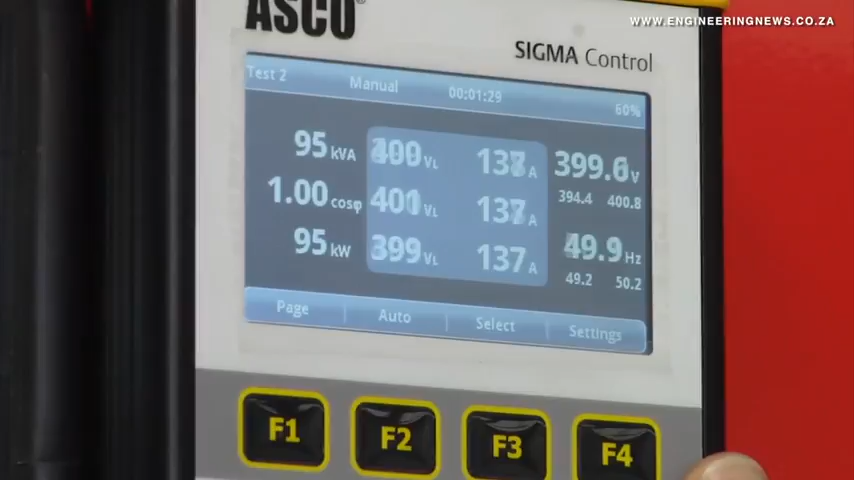 WWW.ENGINEERINGNEWS.CO.ZA
ASCO®
SIGMA Control
Test 2 Manual 00:01:29 60%
95 kVA 400 VL A 399.6 V
394.4 400.8
1.00 cosφ 401 VL 137 A
95 kW 399 VL 137 A 49.9 Hz
49.2 50.2
Page Auto Select Settings
F1 F2 F3 F4